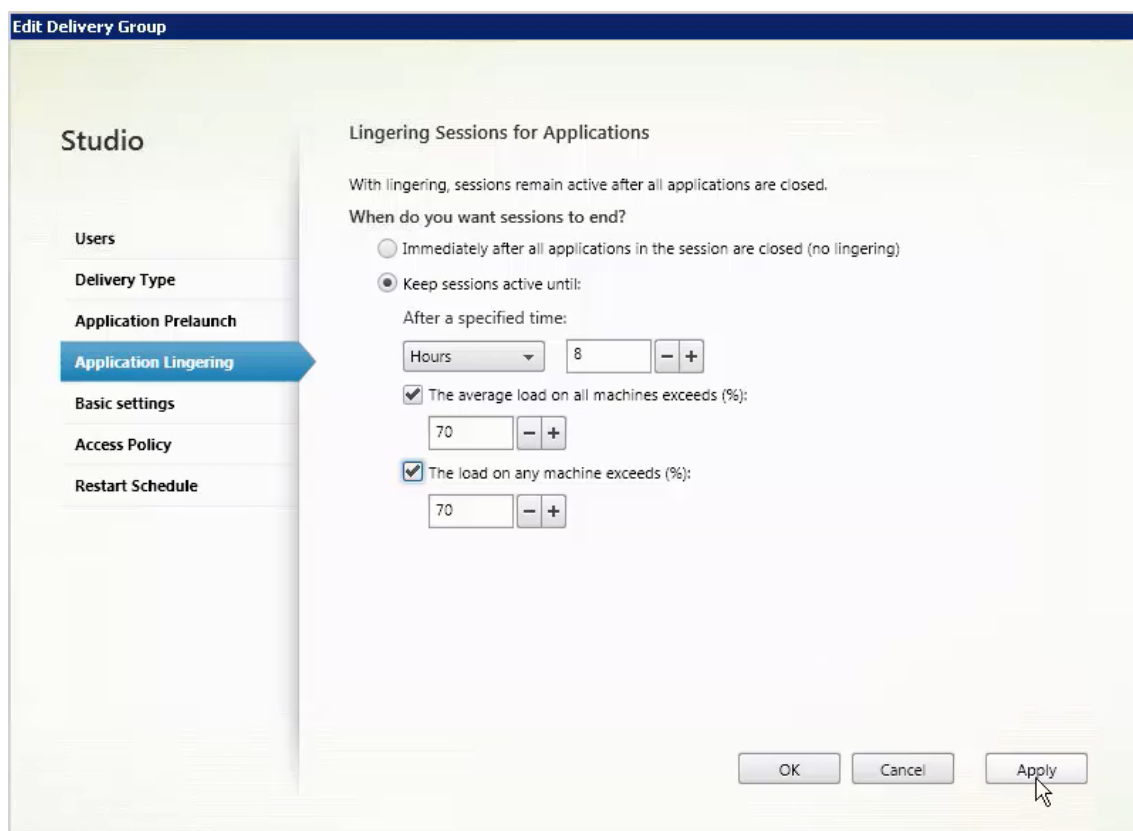 Edit Delivery Group
Studio
Users
Delivery Type
Application Prelaunch
Application Lingering
Basic settings
Access Policy
Restart Schedule
Lingering Sessions for Applications
With lingering, sessions remain active after all applications are closed.
When do you want sessions to end?
Immediately after all applications in the session are closed (no lingering)
Keep sessions active until:
After a specified time:
Hours 8 − +
The average load on all machines exceeds (%):
70 − +
The load on any machine exceeds (%):
70 − +
OK Cancel Apply